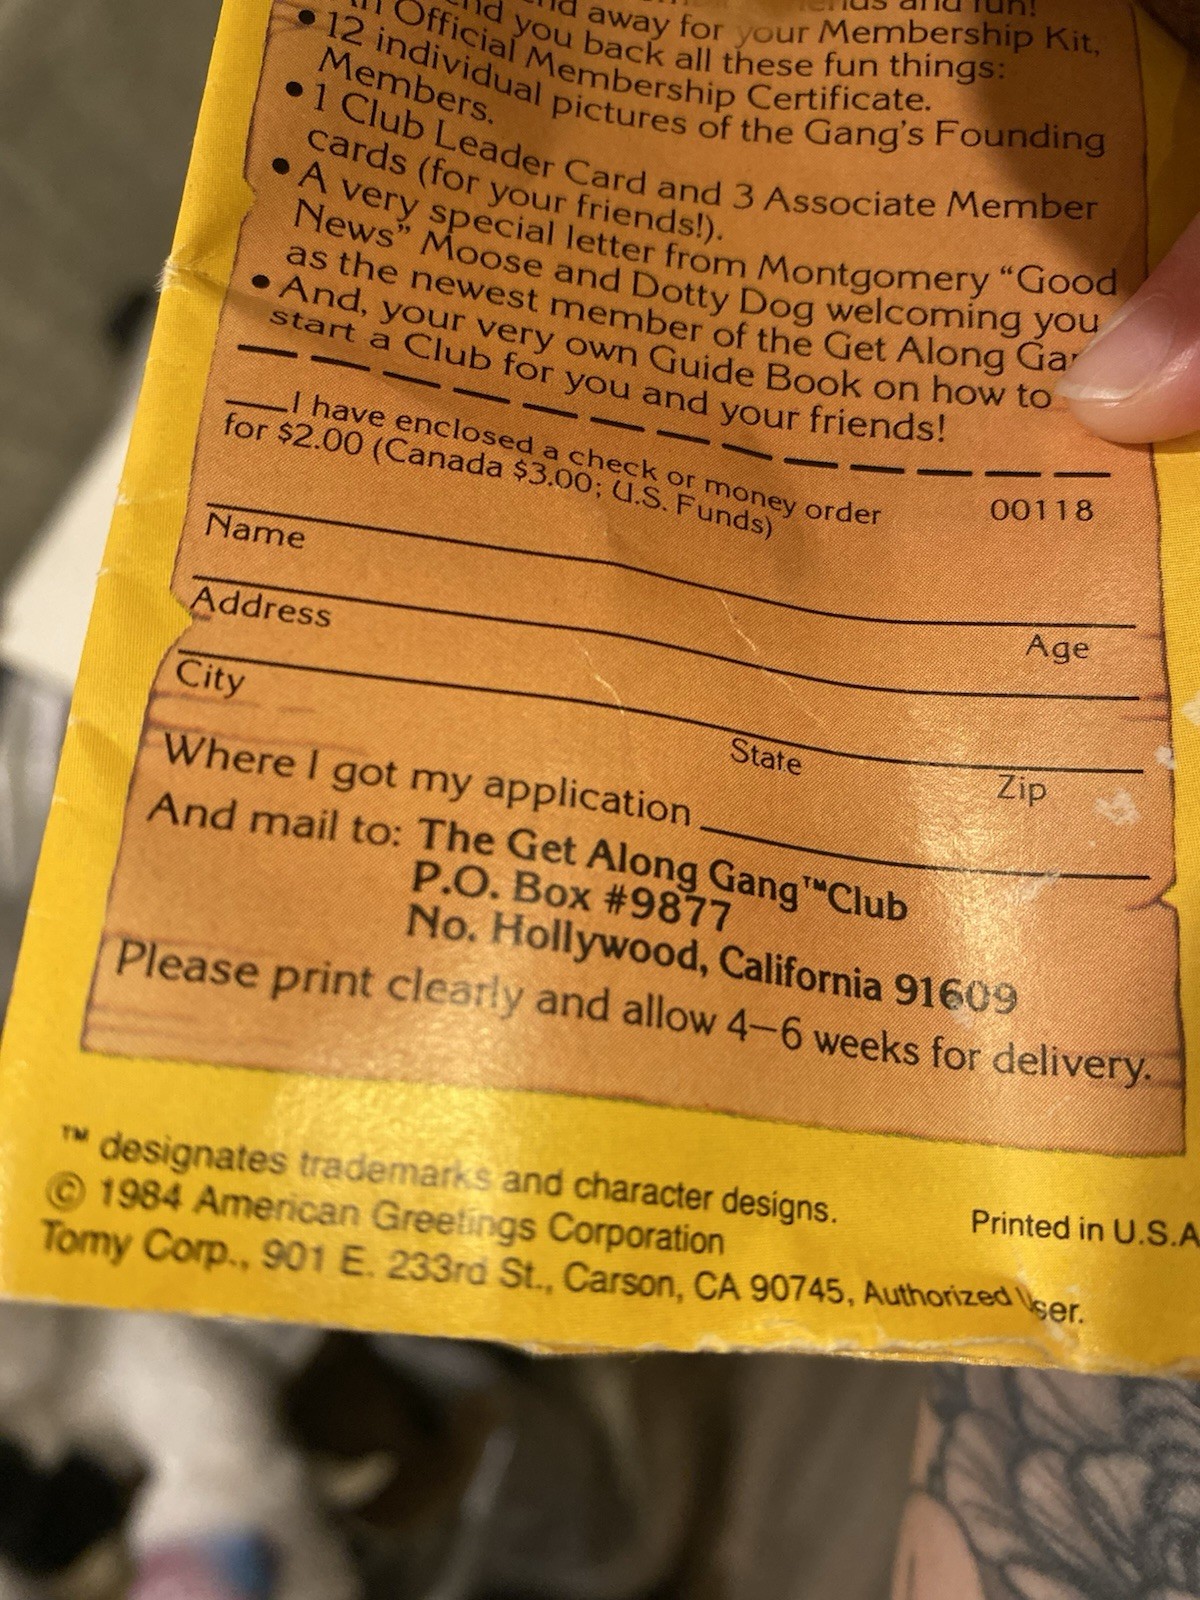 and fun!
away for your Membership Kit,
you back all these fun things:
Official Membership Certificate.
• 12 individual pictures of the Gang's Founding
Members.
• 1 Club Leader Card and 3 Associate Member
cards (for your friends!).
• A very special letter from Montgomery “Good
News” Moose and Dotty Dog welcoming you
as the newest member of the Get Along
• And, your very own Guide Book on how to
start a Club for you and your friends!
___I have enclosed a check or money order
for $2.00 (Canada $3.00; U.S. Funds)
00118
Name
Age
Address
City
State
Zip
Where I got my application
And mail to: The Get Along Gang™Club
P.O. Box #9877
No. Hollywood, California 91609
Please print clearly and allow 4–6 weeks for delivery.
™ designates trademarks and character designs.
© 1984 American Greetings Corporation
Printed in U.S.A
Tomy Corp., 901 E. 233rd St., Carson, CA 90745, Authorized User.